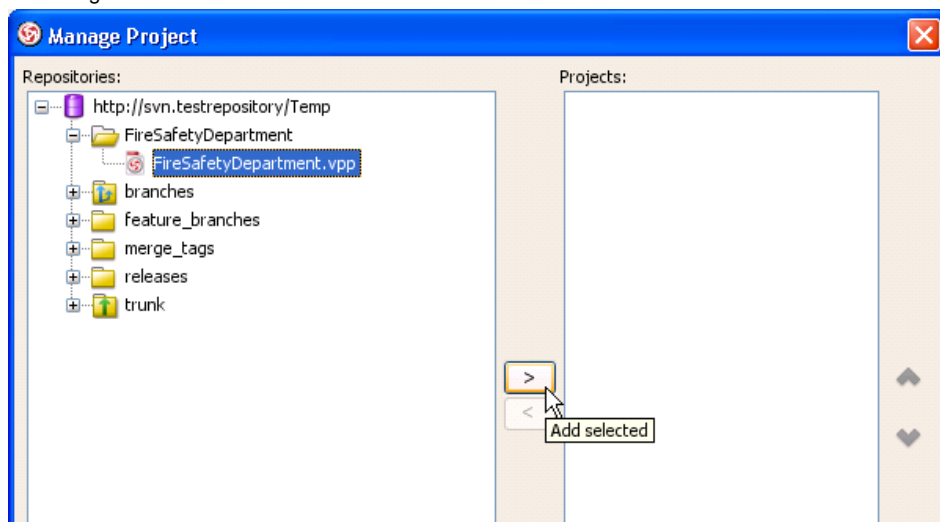 Manage Project
Repositories:
Projects:
http://svn.testrepository/Temp
FireSafetyDepartment
FireSafetyDepartment.vpp
branches
feature_branches
merge_tags
releases
trunk
>
<
Add selected